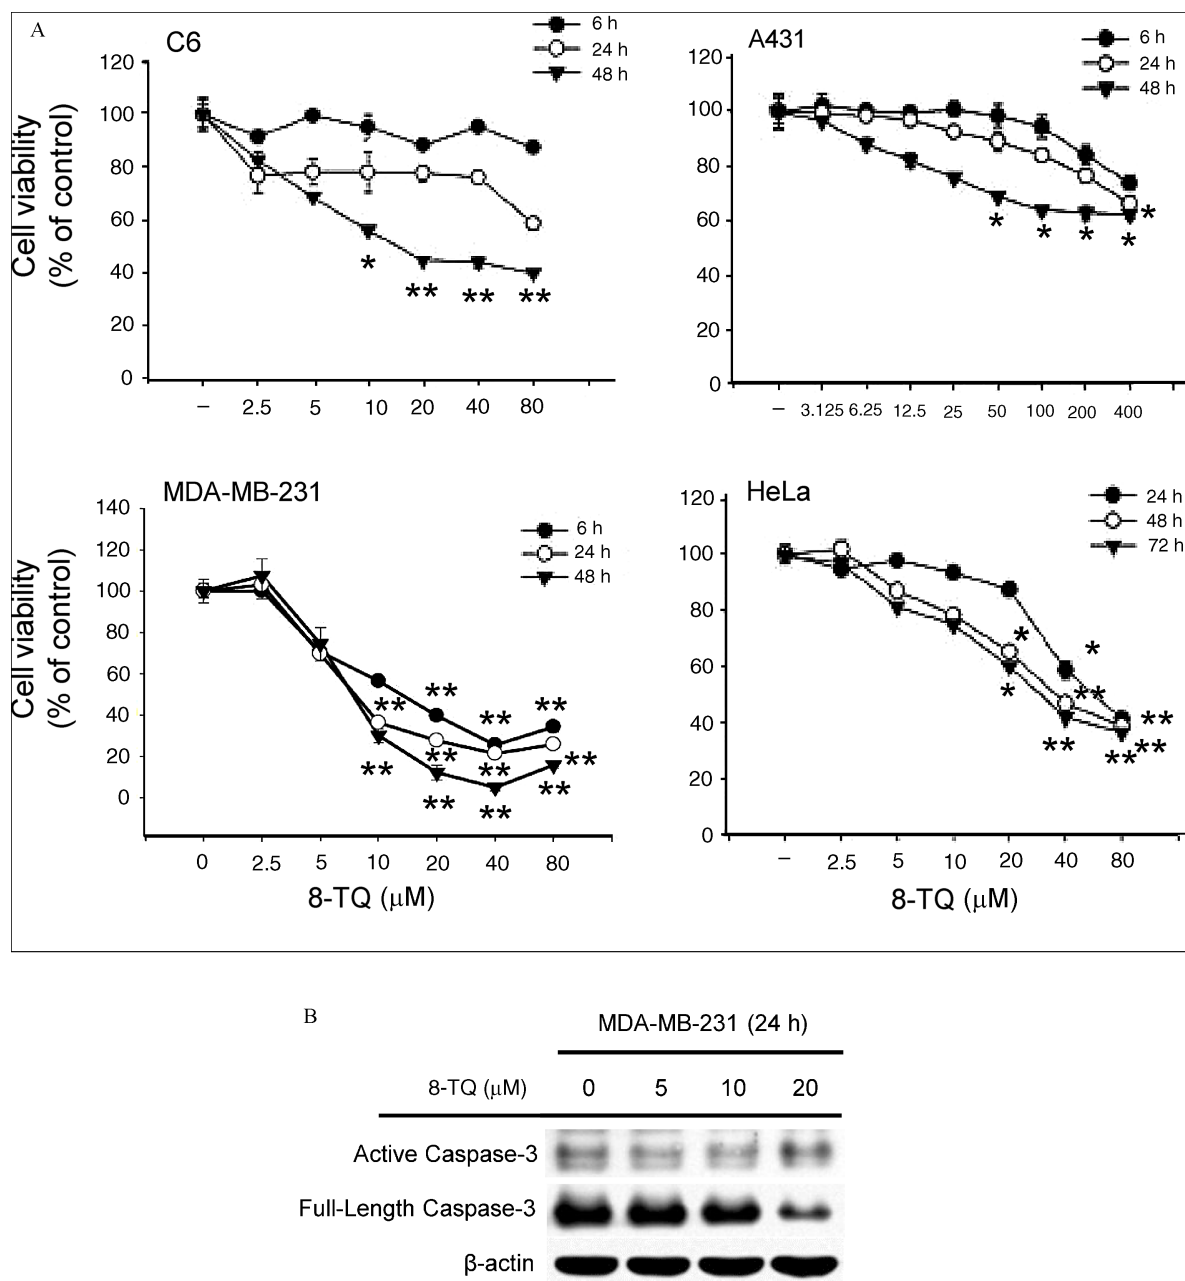 A
C6
6 h
24 h
48 h
Cell viability
(% of control)
120
100
80
60
40
20
0
*
**
**
**
– 2.5 5 10 20 40 80
A431
6 h
24 h
48 h
120
100
80
60
40
20
0
*
*
*
*
*
– 3.125 6.25 12.5 25 50 100 200 400
MDA-MB-231
6 h
24 h
48 h
Cell viability
(% of control)
140
120
100
80
60
40
20
0
** ** **
**
** ** **
**
** ** **
0 2.5 5 10 20 40 80
8-TQ (μM)
HeLa
24 h
48 h
72 h
120
100
80
60
40
20
0
* *
* **
**
** ** **
– 2.5 5 10 20 40 80
8-TQ (μM)
B
MDA-MB-231 (24 h)
8-TQ (μM) 0 5 10 20
Active Caspase-3
Full-Length Caspase-3
β-actin